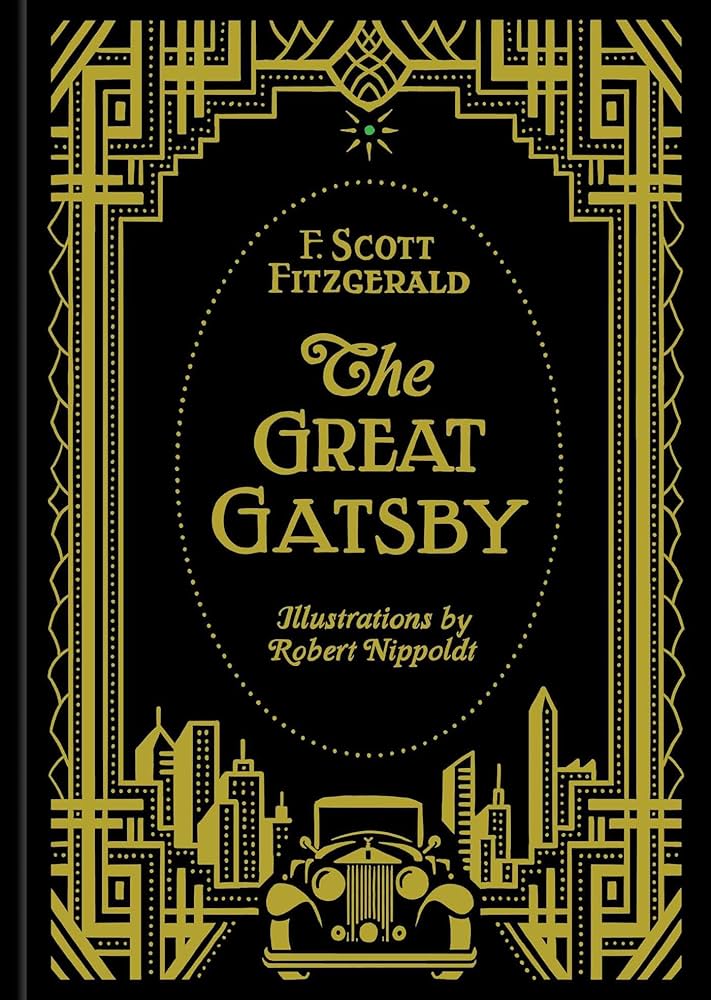 F. Scott
Fitzgerald
The
Great
Gatsby
Illustrations by
Robert Nippoldt